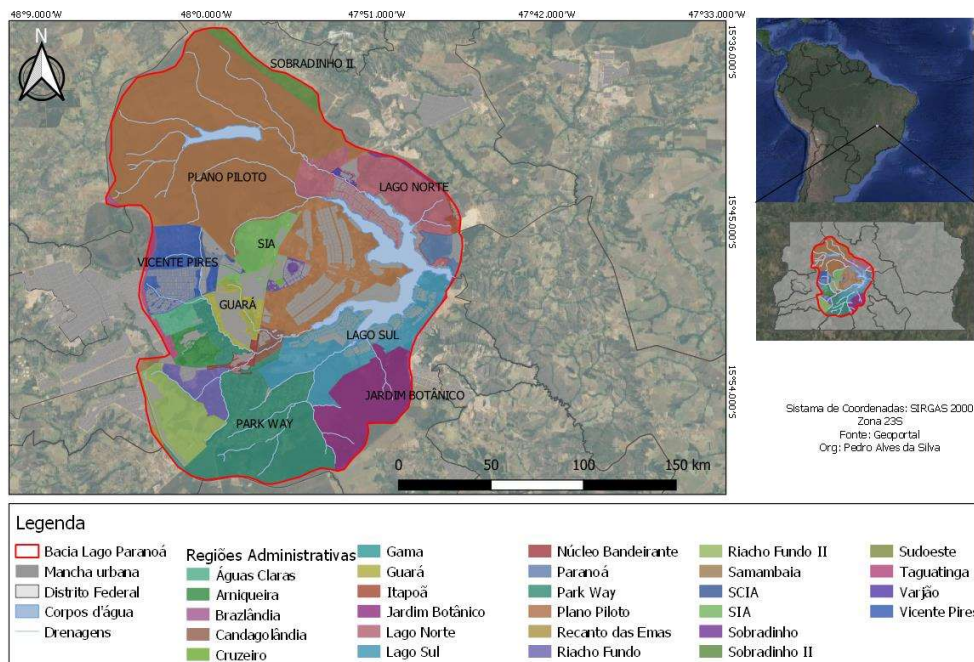 48°9.000'W 48°0.000'W 47°51.000'W 47°42.000'W 47°33.000'W
N
15°36.000'S
15°45.000'S
15°54.000'S
SOBRADINHO II
PLANO PILOTO
LAGO NORTE
SIA
VICENTE PIRES
GUARÁ
LAGO SUL
JARDIM BOTÂNICO
PARK WAY
0 50 100 150 km
Sistama de Coordenadas: SIRGAS 2000
Zona 23S
Fonte: Geoportal
Org: Pedro Alves da Silva
Legenda
Bacia Lago Paranoá
Mancha urbana
Distrito Federal
Corpos d'água
Drenagens
Regiões Administrativas
Águas Claras
Arniqueira
Brazlândia
Candagolândia
Cruzeiro
Gama
Guará
Itapoã
Jardim Botânico
Lago Norte
Lago Sul
Núcleo Bandeirante
Paranoá
Park Way
Plano Piloto
Recanto das Emas
Riacho Fundo
Riacho Fundo II
Samambaia
SCIA
SIA
Sobradinho
Sobradinho II
Sudoeste
Taguatinga
Varjão
Vicente Pires